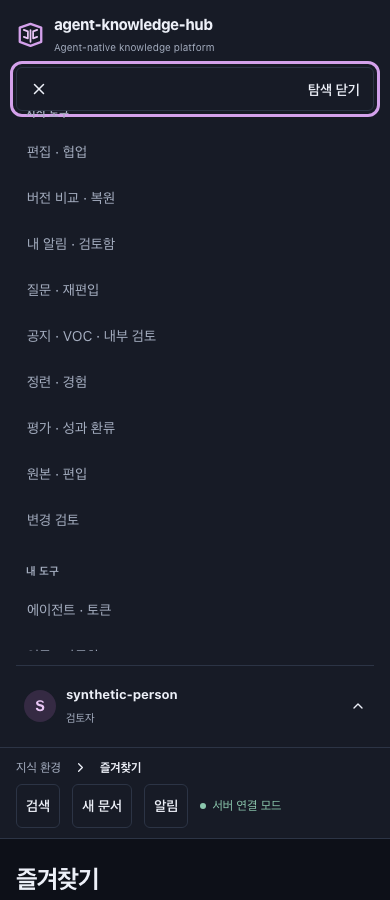 agent-knowledge-hub
Agent-native knowledge platform
탐색 닫기
편집 · 협업
버전 비교 · 복원
내 알림 · 검토함
질문 · 재편입
공지 · VOC · 내부 검토
정련 · 경험
평가 · 성과 환류
원본 · 편입
변경 검토
내 도구
에이전트 · 토큰
S
synthetic-person
검토자
지식 환경 > 즐겨찾기
검색 새 문서 알림 서버 연결 모드
즐겨찾기